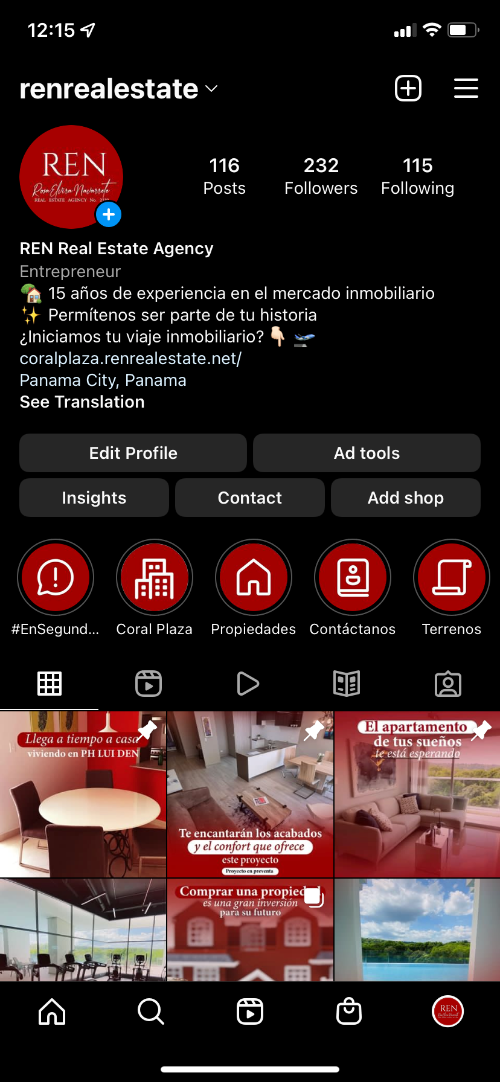 12:15
renrealestate
REN
Rosa Elvira Navarrete
REAL ESTATE AGENCY No.
116 232 115
Posts Followers Following
REN Real Estate Agency
Entrepreneur
🏡 15 años de experiencia en el mercado inmobiliario
✨ Permítenos ser parte de tu historia
¿Iniciamos tu viaje inmobiliario? 👇🏻 🛫
coralplaza.renrealestate.net/
Panama City, Panama
See Translation
Edit Profile Ad tools
Insights Contact Add shop
#EnSegund... Coral Plaza Propiedades Contáctanos Terrenos
Llega a tiempo a casa
viviendo en PH LUI DEN
Te encantarán los acabados
y el confort que ofrece
este proyecto
Proyecto en preventa
El apartamento
de tus sueños
te está esperando
Comprar una propied
es una gran inversión
para su futuro
REN